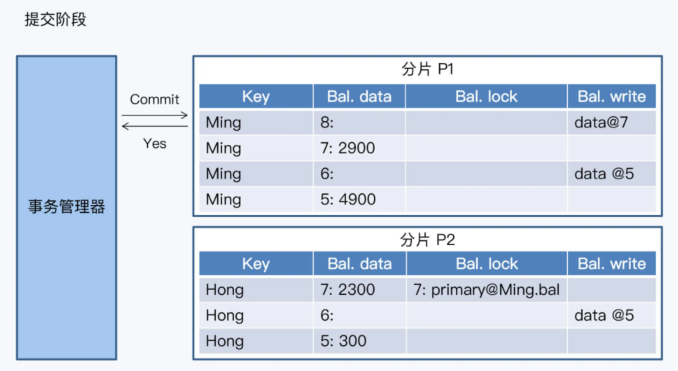 提交阶段
事务管理器
Commit
Yes
分片 P1
Key Bal. data Bal. lock Bal. write
Ming 8: data@7
Ming 7: 2900
Ming 6: data @5
Ming 5: 4900
分片 P2
Key Bal. data Bal. lock Bal. write
Hong 7: 2300 7: primary@Ming.bal
Hong 6: data @5
Hong 5: 300